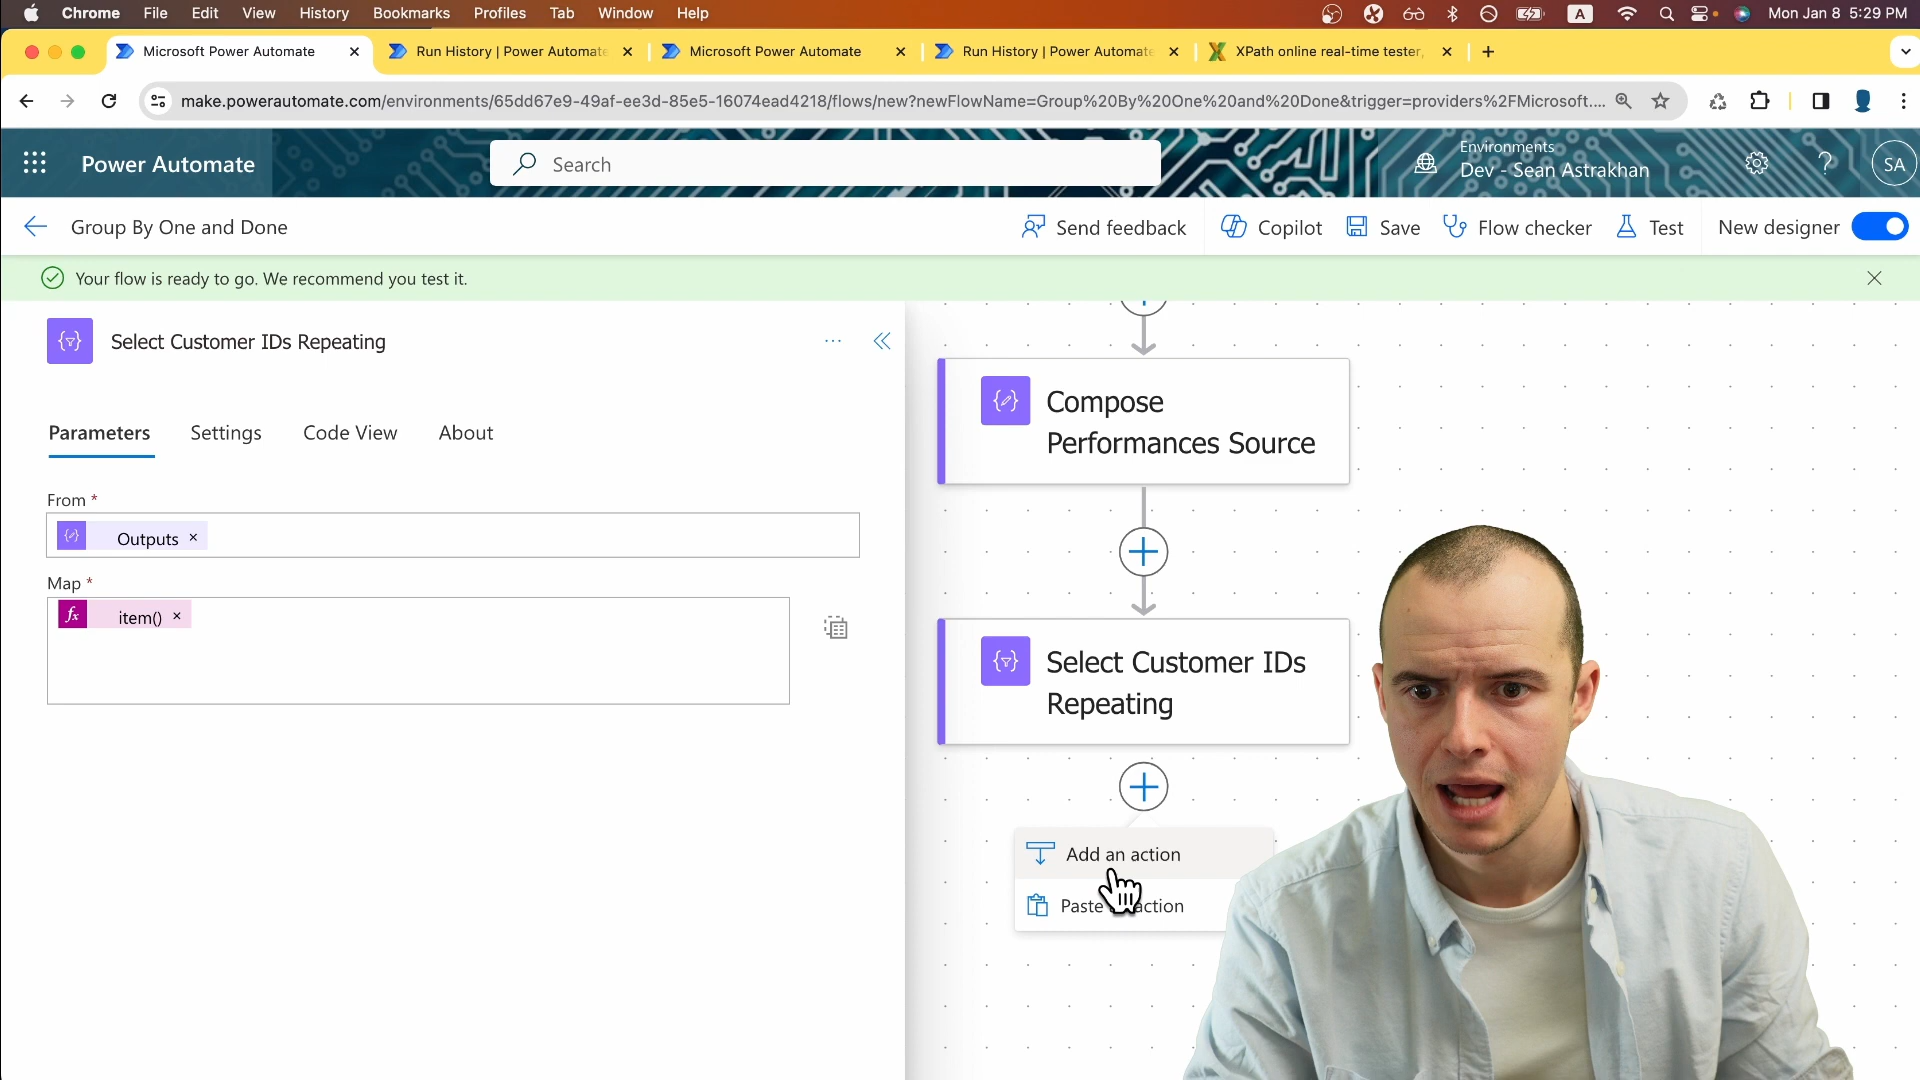 Chrome File Edit View History Bookmarks Profiles Tab Window Help A Mon Jan 8 5:29 PM
Microsoft Power Automate Run History | Power Automate Microsoft Power Automate Run History | Power Automate XPath online real-time tester,
make.powerautomate.com/environments/65dd67e9-49af-ee3d-85e5-16074ead4218/flows/new?newFlowName=Group%20By%20One%20and%20Done&trigger=providers%2FMicrosoft....
Power Automate Search Environments SA
Dev - Sean Astrakhan
Group By One and Done Send feedback Copilot Save Flow checker Test New designer
Your flow is ready to go. We recommend you test it.
Select Customer IDs Repeating
Parameters Settings Code View About
From *
Outputs
Map *
item()
Compose
Performances Source
Select Customer IDs
Repeating
Add an action
Paste action